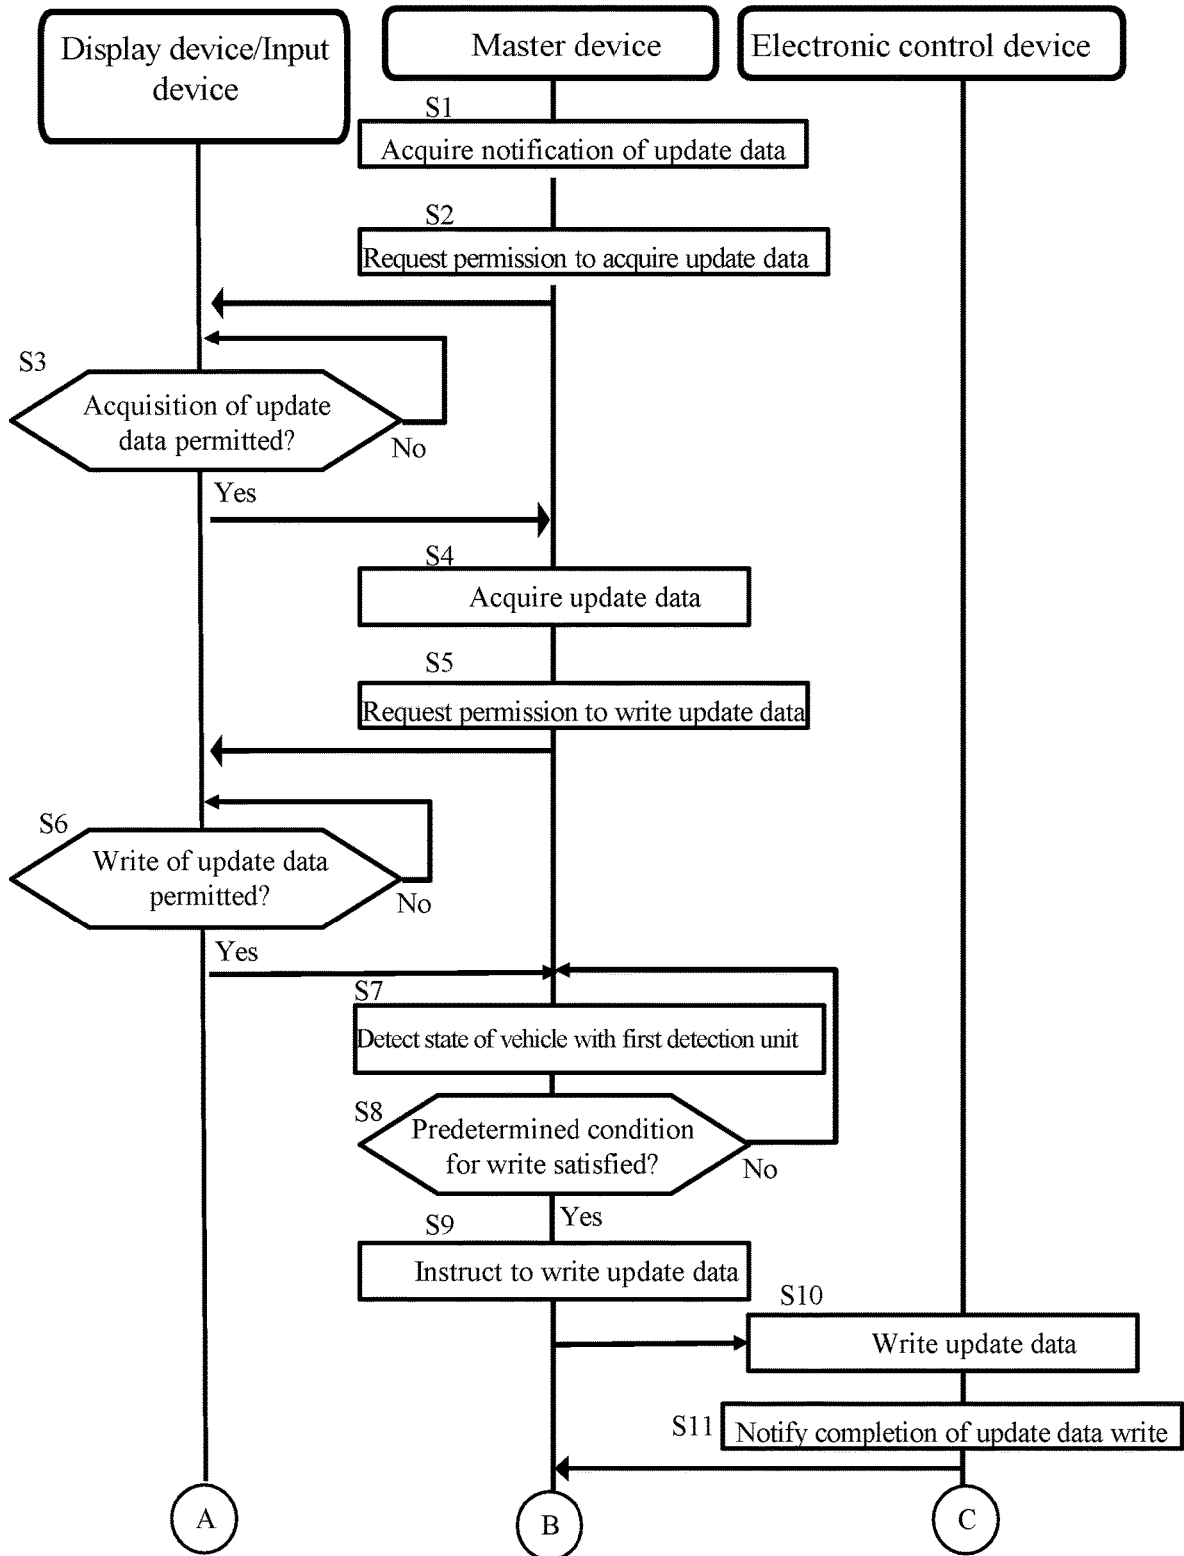 Display device/Input
device
Master device
Electronic control device
S1
Acquire notification of update data
S2
Request permission to acquire update data
S3
Acquisition of update
data permitted?
No
Yes
S4
Acquire update data
S5
Request permission to write update data
S6
Write of update data
permitted?
No
Yes
S7
Detect state of vehicle with first detection unit
S8
Predetermined condition
for write satisfied?
No
Yes
S9
Instruct to write update data
S10
Write update data
S11
Notify completion of update data write
A
B
C